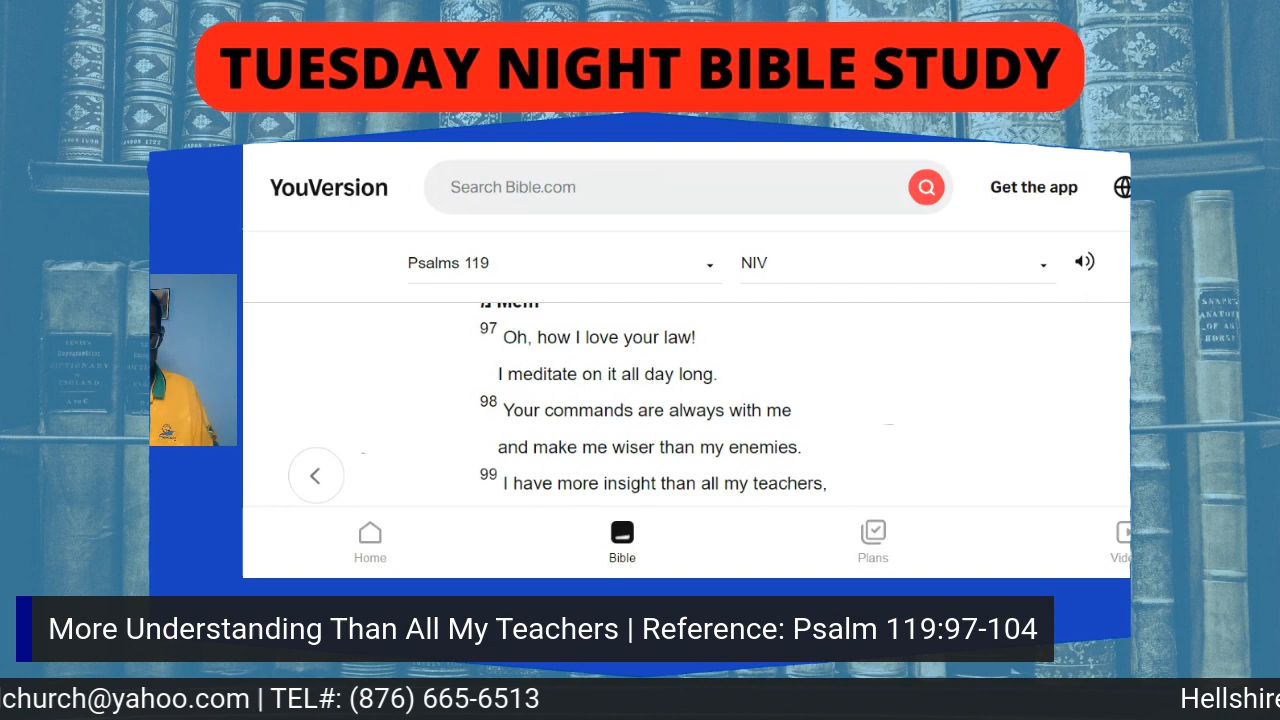 TUESDAY NIGHT BIBLE STUDY
YouVersion
Search Bible.com
Get the app
Psalms 119
NIV
מ Mem
97 Oh, how I love your law!
I meditate on it all day long.
98 Your commands are always with me
and make me wiser than my enemies.
99 I have more insight than all my teachers,
Home
Bible
Plans
Vide
More Understanding Than All My Teachers | Reference: Psalm 119:97-104
lchurch@yahoo.com | TEL#: (876) 665-6513
Hellshire